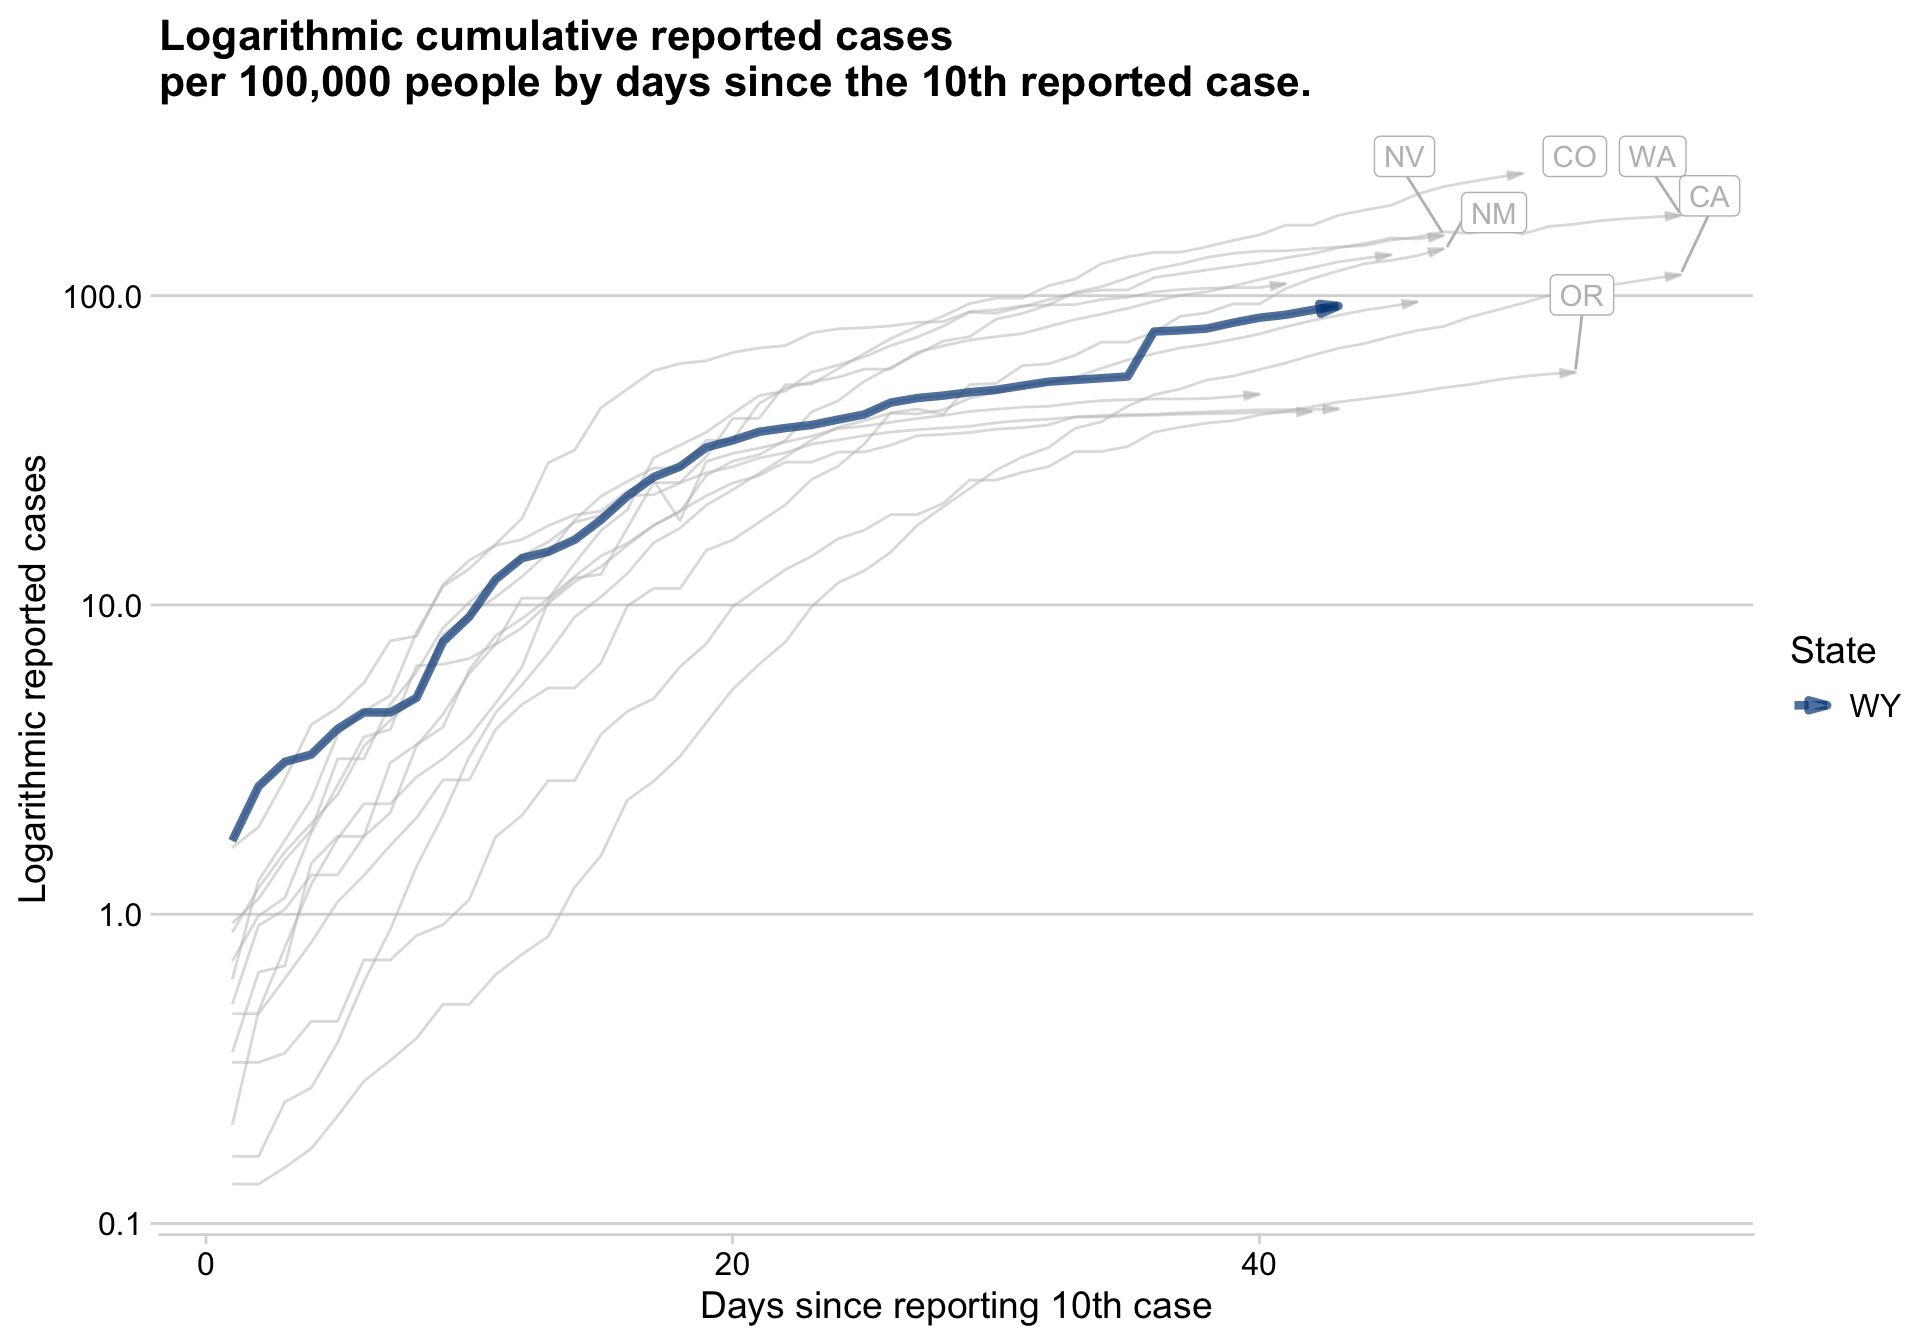 Logarithmic cumulative reported cases
per 100,000 people by days since the 10th reported case.
NV
CO
WA
CA
NM
OR
100.0
10.0
1.0
0.1
Logarithmic reported cases
0
20
40
Days since reporting 10th case
State
WY